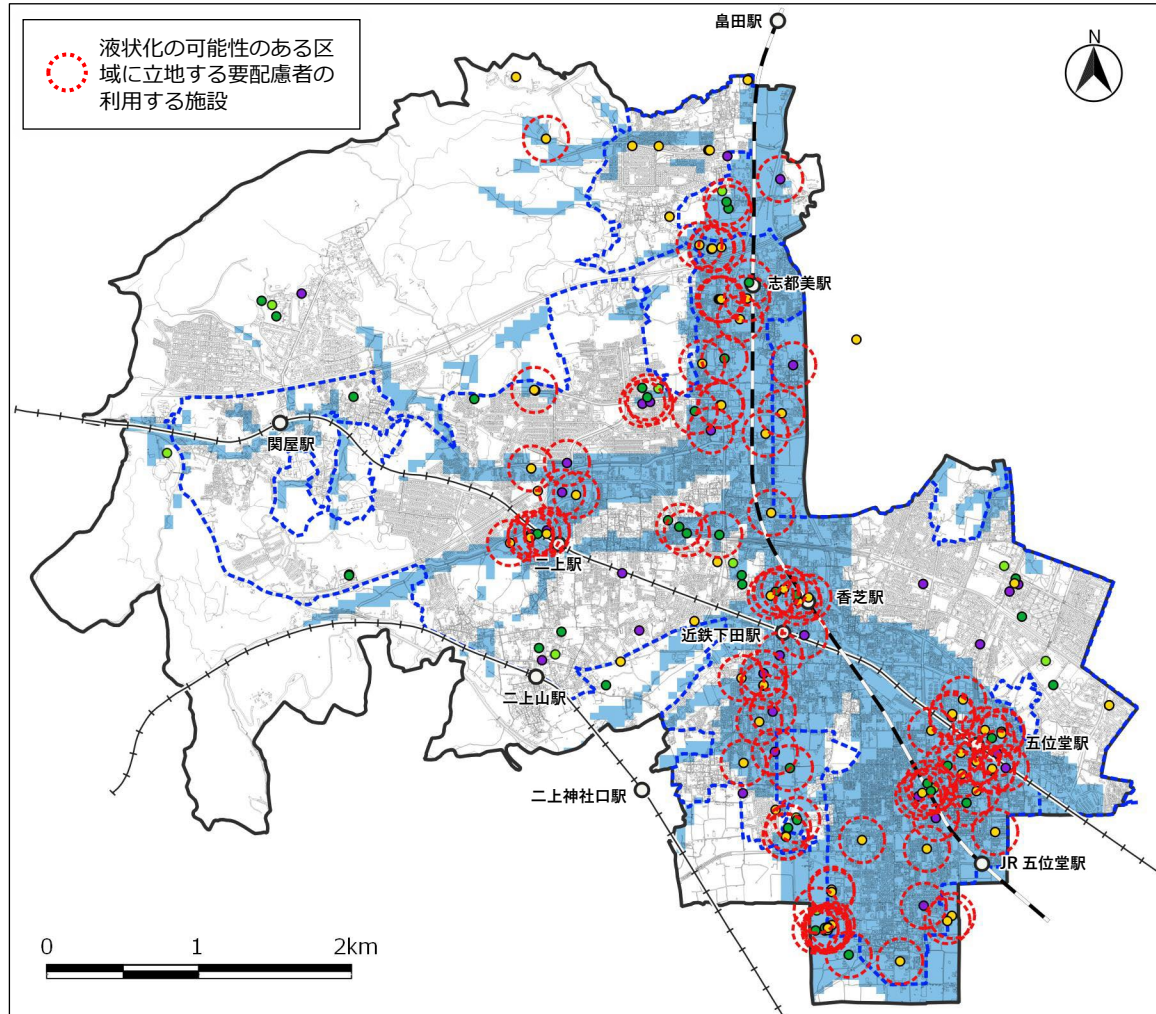 液状化の可能性のある区
域に立地する要配慮者の
利用する施設
畠田駅
N
志都美駅
関屋駅
二上駅
香芝駅
近鉄下田駅
二上山駅
五位堂駅
二上神社口駅
JR 五位堂駅
0 1 2km